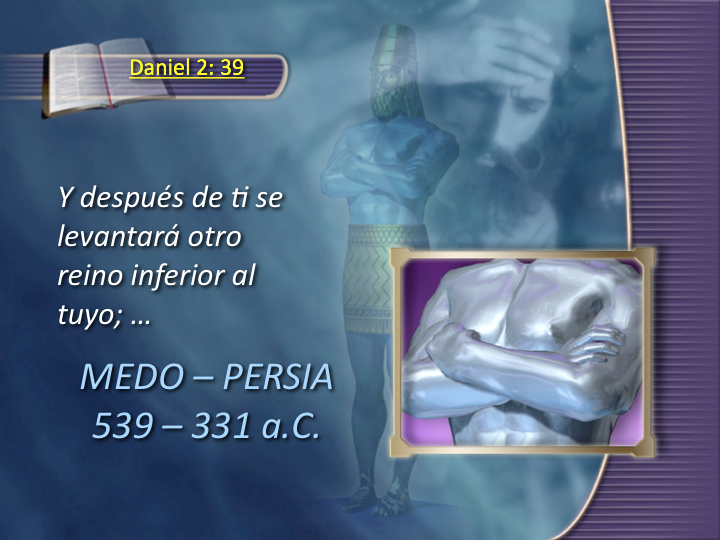 Daniel 2: 39
Y después de ti se
levantará otro
reino inferior al
tuyo; …
MEDO – PERSIA
539 – 331 a.C.